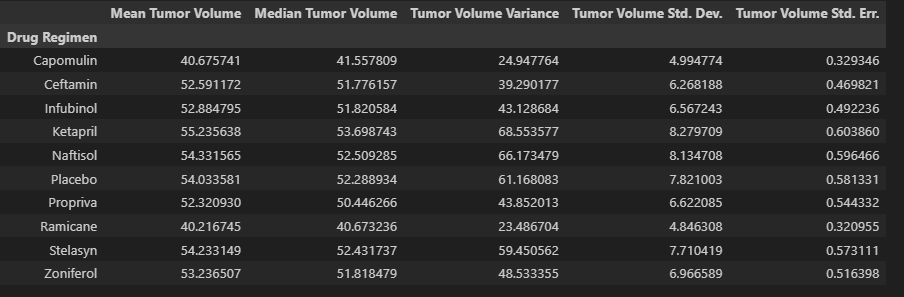 Mean Tumor Volume Median Tumor Volume Tumor Volume Variance Tumor Volume Std. Dev. Tumor Volume Std. Err.
Drug Regimen
Capomulin 40.675741 41.557809 24.947764 4.994774 0.329346
Ceftamin 52.591172 51.776157 39.290177 6.268188 0.469821
Infubinol 52.884795 51.820584 43.128684 6.567243 0.492236
Ketapril 55.235638 53.698743 68.553577 8.279709 0.603860
Naftisol 54.331565 52.509285 66.173479 8.134708 0.596466
Placebo 54.033581 52.288934 61.168083 7.821003 0.581331
Propriva 52.320930 50.446266 43.852013 6.622085 0.544332
Ramicane 40.216745 40.673236 23.486704 4.846308 0.320955
Stelasyn 54.233149 52.431737 59.450562 7.710419 0.573111
Zoniferol 53.236507 51.818479 48.533355 6.966589 0.516398